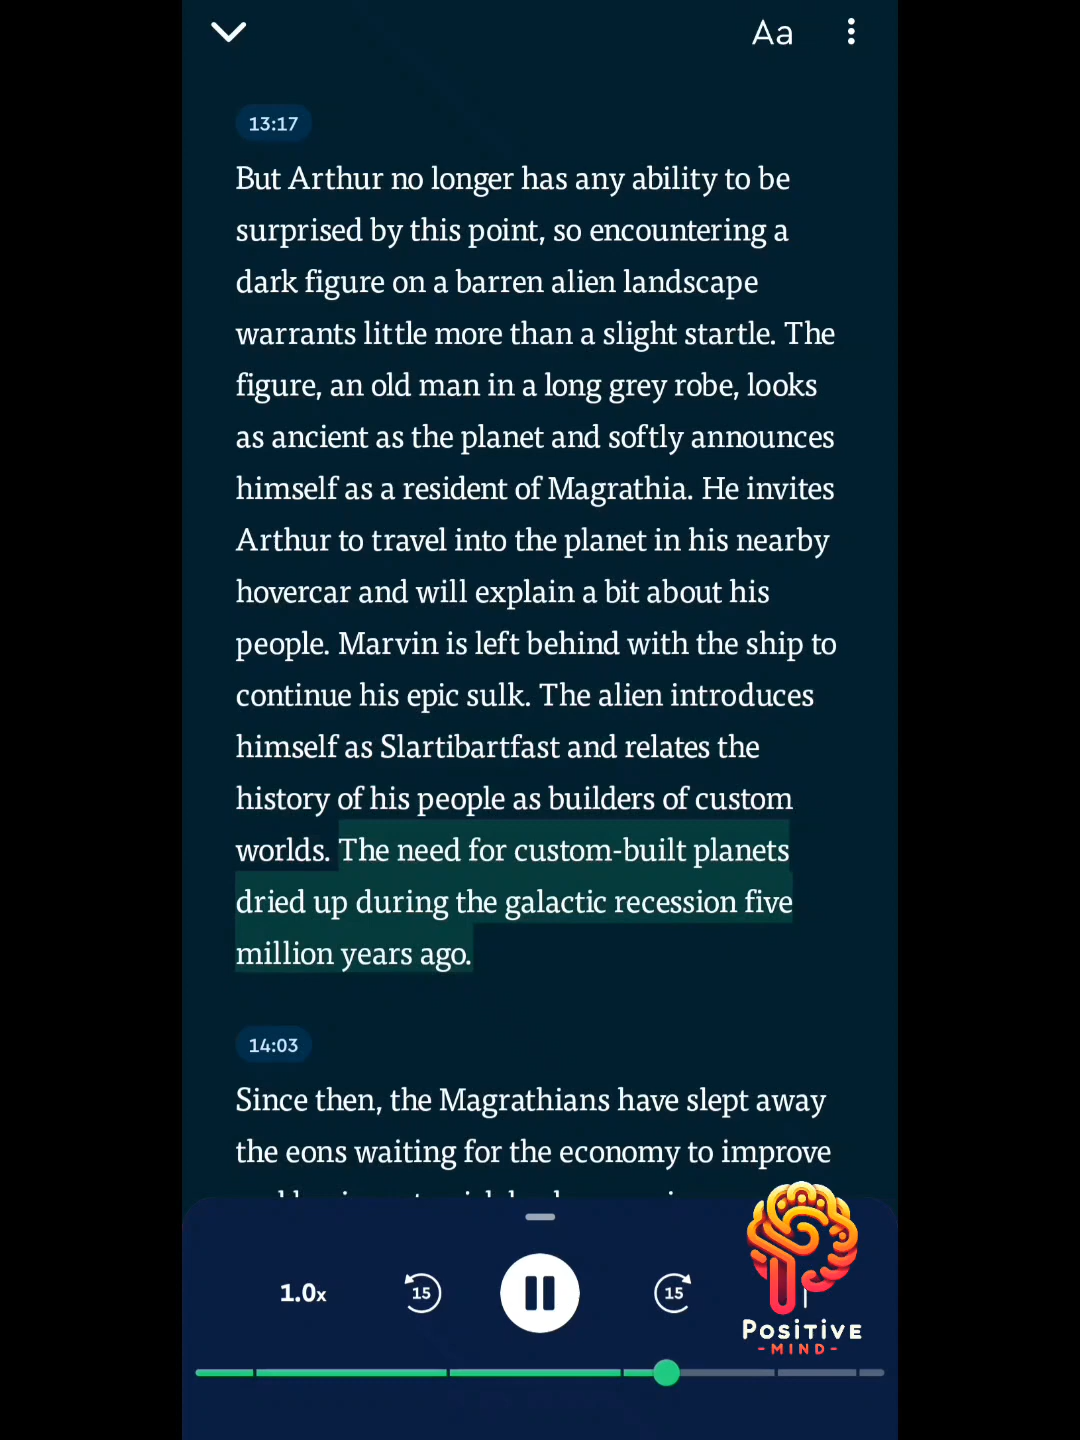 Aa
13:17
But Arthur no longer has any ability to be
surprised by this point, so encountering a
dark figure on a barren alien landscape
warrants little more than a slight startle. The
figure, an old man in a long grey robe, looks
as ancient as the planet and softly announces
himself as a resident of Magrathia. He invites
Arthur to travel into the planet in his nearby
hovercar and will explain a bit about his
people. Marvin is left behind with the ship to
continue his epic sulk. The alien introduces
himself as Slartibartfast and relates the
history of his people as builders of custom
worlds. The need for custom-built planets
dried up during the galactic recession five
million years ago.
14:03
Since then, the Magrathians have slept away
the eons waiting for the economy to improve
1.0x
15
15
POSITIVE
-MIND-